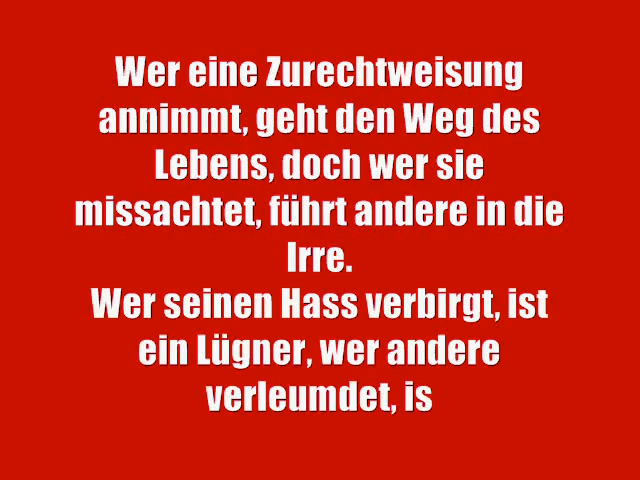 Wer eine Zurechtweisung
annimmt, geht den Weg des
Lebens, doch wer sie
missachtet, führt andere in die
Irre.
Wer seinen Hass verbirgt, ist
ein Lügner, wer andere
verleumdet, is